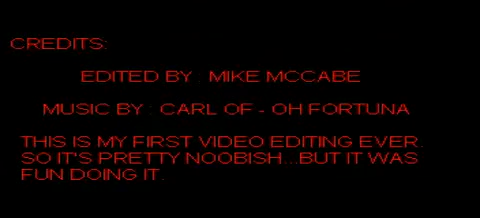 CREDITS:
EDITED BY : MIKE MCCABE
MUSIC BY : CARL OF - OH FORTUNA
THIS IS MY FIRST VIDEO EDITING EVER.
SO IT'S PRETTY NOOBISH...BUT IT WAS
FUN DOING IT.